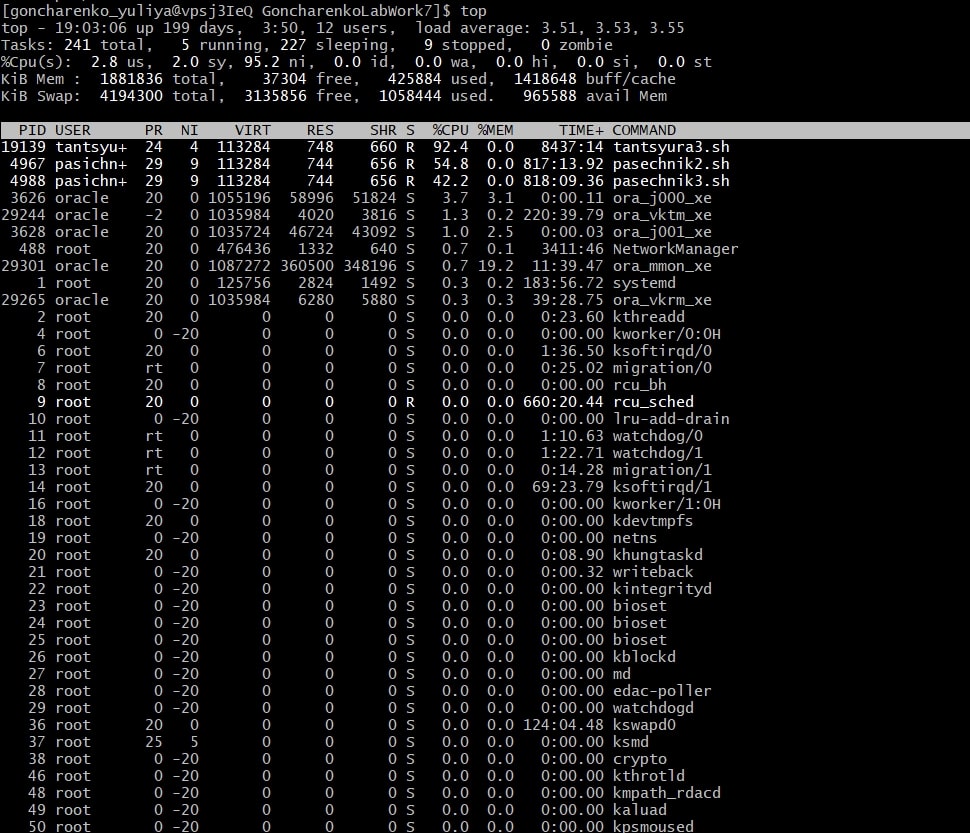 [goncharenko_yuliya@vpsj3IeQ GoncharenkoLabWork7]$ top
top - 19:03:06 up 199 days,  3:50, 12 users,  load average: 3.51, 3.53, 3.55
Tasks: 241 total,   5 running, 227 sleeping,   9 stopped,   0 zombie
%Cpu(s):  2.8 us,  2.0 sy, 95.2 ni,  0.0 id,  0.0 wa,  0.0 hi,  0.0 si,  0.0 st
KiB Mem :  1881836 total,    37304 free,   425884 used,  1418648 buff/cache
KiB Swap:  4194300 total,  3135856 free,  1058444 used.   965588 avail Mem
PID USER PR NI VIRT RES SHR S %CPU %MEM TIME+ COMMAND
19139 tantsyu+ 24 4 113284 748 660 R 92.4 0.0 8437:14 tantsyura3.sh
4967 pasichn+ 29 9 113284 744 656 R 54.8 0.0 817:13.92 pasechnik2.sh
4988 pasichn+ 29 9 113284 744 656 R 42.2 0.0 818:09.36 pasechnik3.sh
3626 oracle 20 0 1055196 58996 51824 S 3.7 3.1 0:00.11 ora_j000_xe
29244 oracle -2 0 1035984 4020 3816 S 1.3 0.2 220:39.79 ora_vktm_xe
3628 oracle 20 0 1035724 46724 43092 S 1.0 2.5 0:00.03 ora_j001_xe
488 root 20 0 476436 1332 640 S 0.7 0.1 3411:46 NetworkManager
29301 oracle 20 0 1087272 360500 348196 S 0.7 19.2 11:39.47 ora_mmon_xe
1 root 20 0 125756 2824 1492 S 0.3 0.2 183:56.72 systemd
29265 oracle 20 0 1035984 6280 5880 S 0.3 0.3 39:28.75 ora_vkrm_xe
2 root 20 0 0 0 0 S 0.0 0.0 0:23.60 kthreadd
4 root 0 -20 0 0 0 S 0.0 0.0 0:00.00 kworker/0:0H
6 root 20 0 0 0 0 S 0.0 0.0 1:36.50 ksoftirqd/0
7 root rt 0 0 0 0 S 0.0 0.0 0:25.02 migration/0
8 root 20 0 0 0 0 S 0.0 0.0 0:00.00 rcu_bh
9 root 20 0 0 0 0 R 0.0 0.0 660:20.44 rcu_sched
10 root 0 -20 0 0 0 S 0.0 0.0 0:00.00 lru-add-drain
11 root rt 0 0 0 0 S 0.0 0.0 1:10.63 watchdog/0
12 root rt 0 0 0 0 S 0.0 0.0 1:22.71 watchdog/1
13 root rt 0 0 0 0 S 0.0 0.0 0:14.28 migration/1
14 root 20 0 0 0 0 S 0.0 0.0 69:23.79 ksoftirqd/1
16 root 0 -20 0 0 0 S 0.0 0.0 0:00.00 kworker/1:0H
18 root 20 0 0 0 0 S 0.0 0.0 0:00.00 kdevtmpfs
19 root 0 -20 0 0 0 S 0.0 0.0 0:00.00 netns
20 root 20 0 0 0 0 S 0.0 0.0 0:08.90 khungtaskd
21 root 0 -20 0 0 0 S 0.0 0.0 0:00.32 writeback
22 root 0 -20 0 0 0 S 0.0 0.0 0:00.00 kintegrityd
23 root 0 -20 0 0 0 S 0.0 0.0 0:00.00 bioset
24 root 0 -20 0 0 0 S 0.0 0.0 0:00.00 bioset
25 root 0 -20 0 0 0 S 0.0 0.0 0:00.00 bioset
26 root 0 -20 0 0 0 S 0.0 0.0 0:00.00 kblockd
27 root 0 -20 0 0 0 S 0.0 0.0 0:00.00 md
28 root 0 -20 0 0 0 S 0.0 0.0 0:00.00 edac-poller
29 root 0 -20 0 0 0 S 0.0 0.0 0:00.00 watchdogd
36 root 20 0 0 0 0 S 0.0 0.0 124:04.48 kswapd0
37 root 25 5 0 0 0 S 0.0 0.0 0:00.00 ksmd
38 root 0 -20 0 0 0 S 0.0 0.0 0:00.00 crypto
46 root 0 -20 0 0 0 S 0.0 0.0 0:00.00 kthrotld
48 root 0 -20 0 0 0 S 0.0 0.0 0:00.00 kmpath_rdacd
49 root 0 -20 0 0 0 S 0.0 0.0 0:00.00 kaluad
50 root 0 -20 0 0 0 S 0.0 0.0 0:00.00 kpsmoused